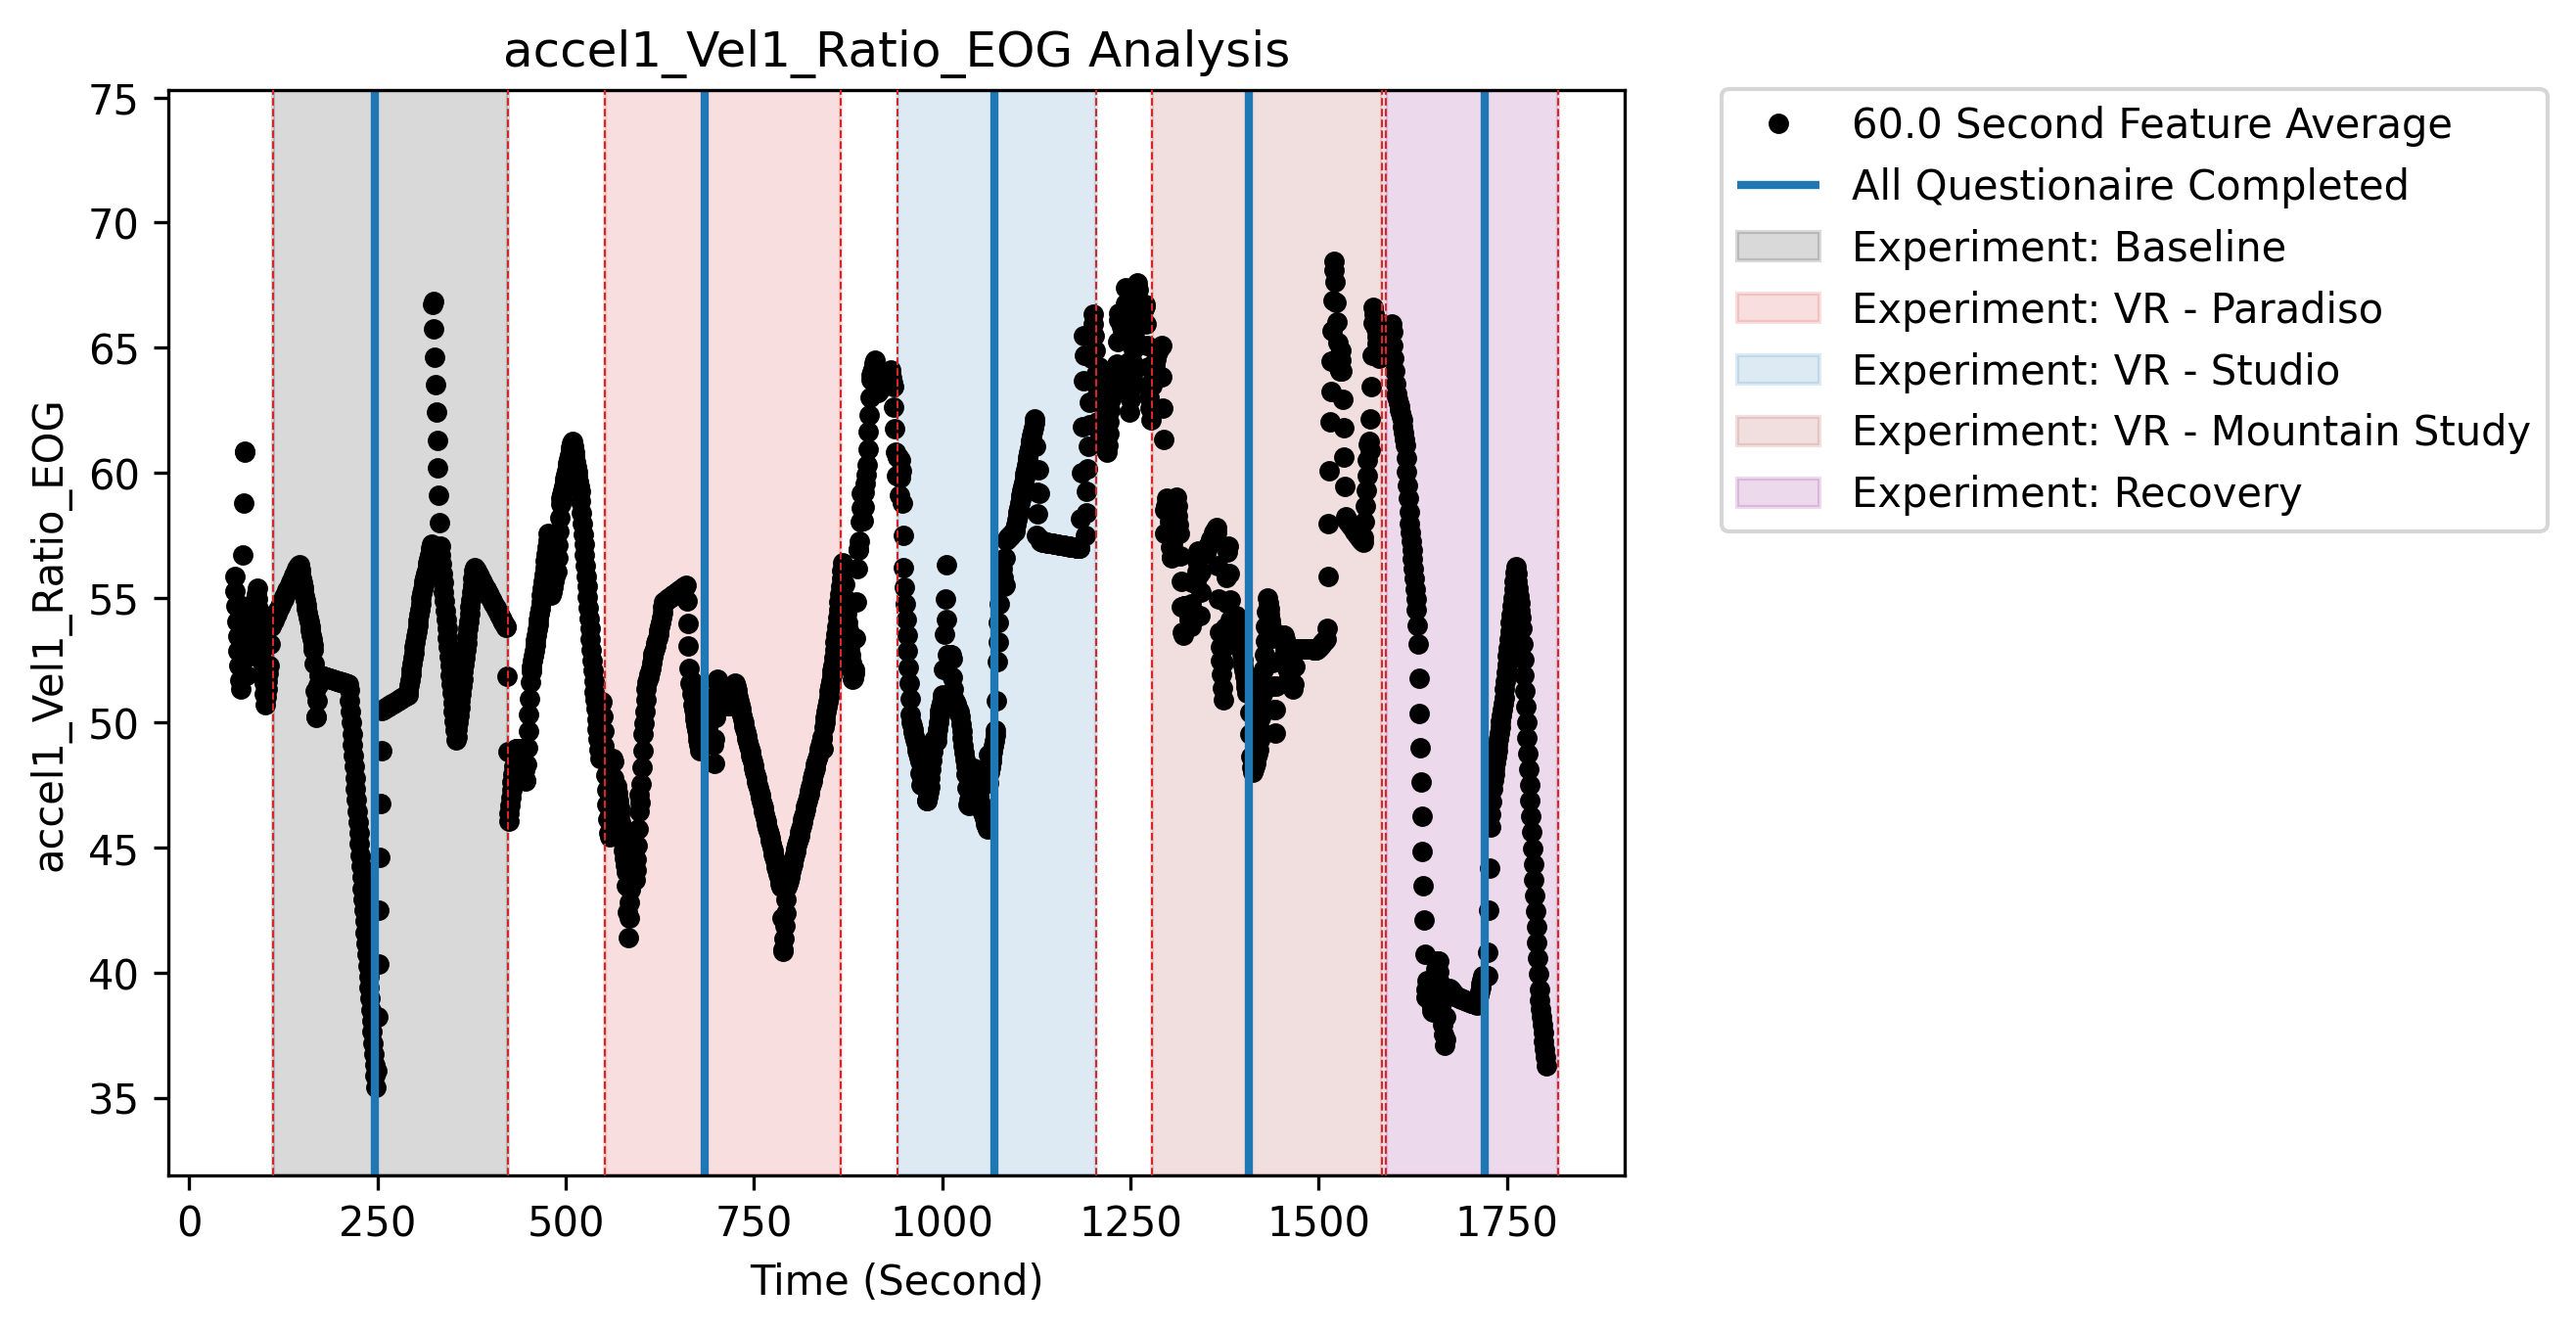 accel1_Vel1_Ratio_EOG Analysis
accel1_Vel1_Ratio_EOG
75
70
65
60
55
50
45
40
35
0 250 500 750 1000 1250 1500 1750
Time (Second)
60.0 Second Feature Average
All Questionaire Completed
Experiment: Baseline
Experiment: VR - Paradiso
Experiment: VR - Studio
Experiment: VR - Mountain Study
Experiment: Recovery